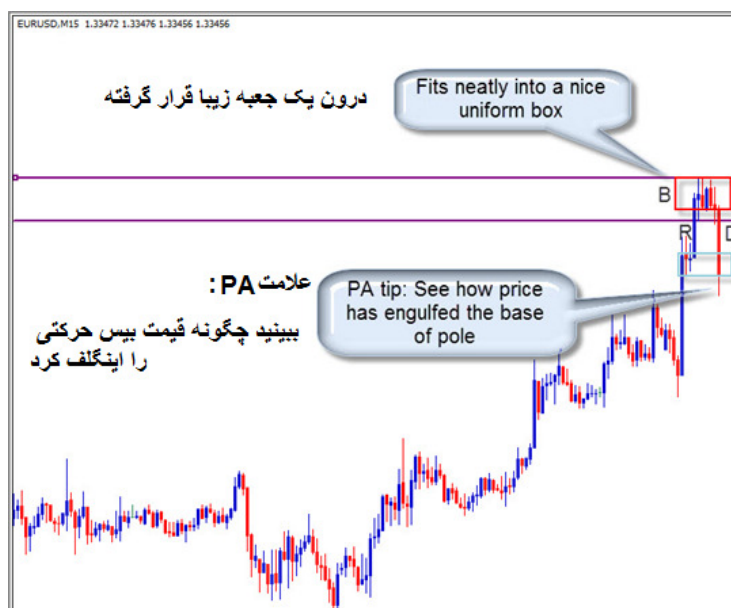 EURUSD,M15 1.33472 1.33476 1.33456 1.33456
Fits neatly into a nice
uniform box
درون یک جعبه زیبا قرار گرفته
B
R
D
علامت PA :
ببینید چگونه قیمت بیس حرکتی
را اینگلف کرد
PA tip: See how price
has engulfed the base
of pole